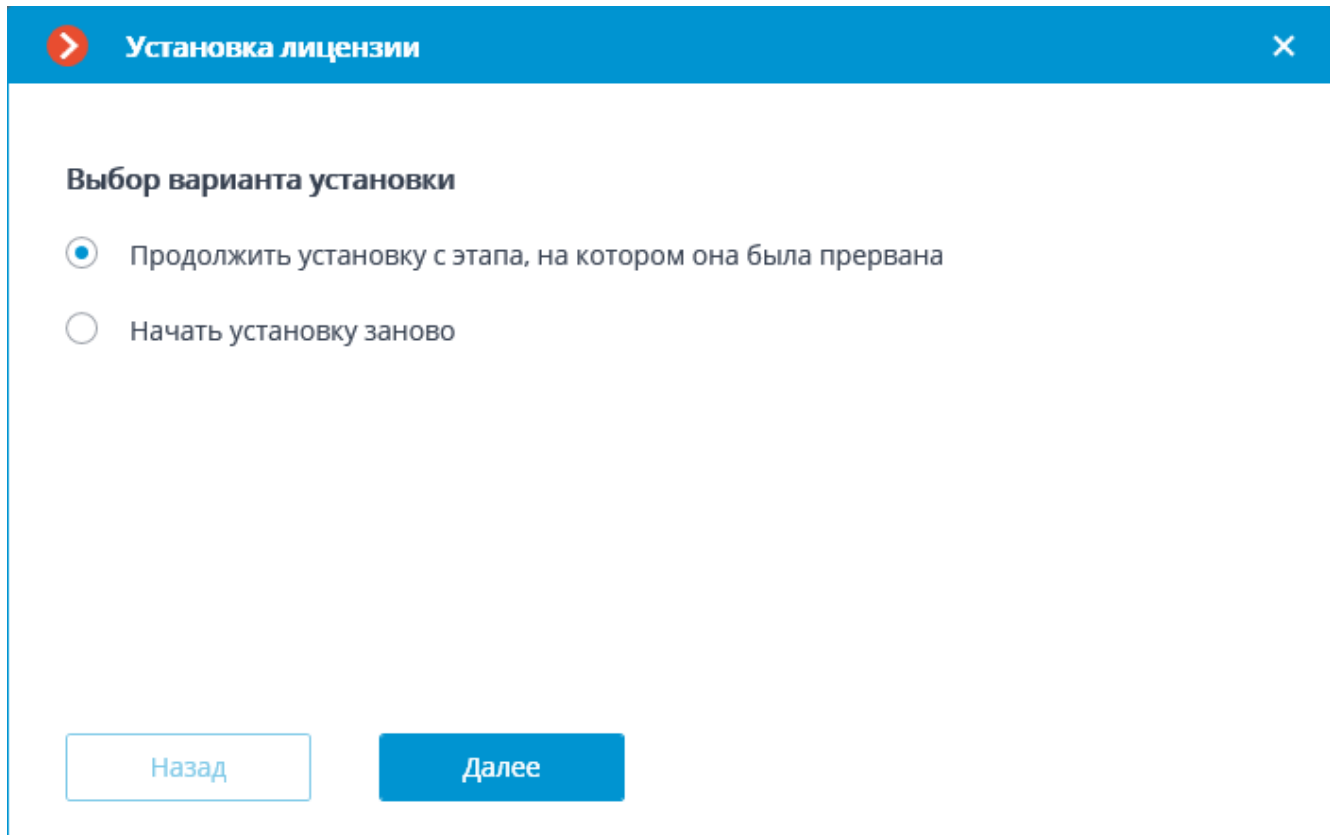 Установка лицензии
Выбор варианта установки
Продолжить установку с этапа, на котором она была прервана
Начать установку заново
Назад
Далее